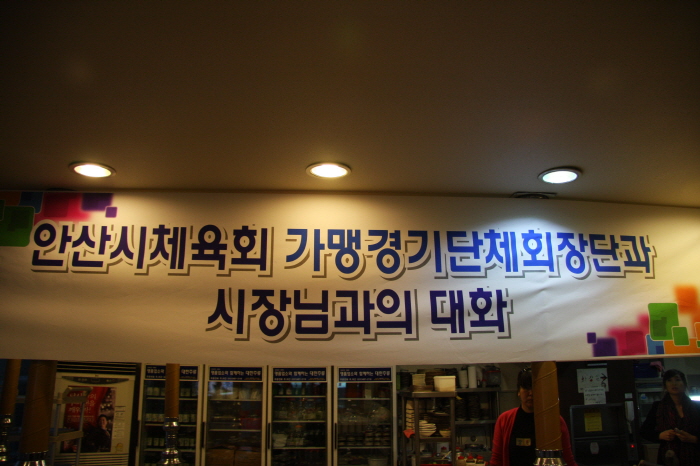 안산시체육회 가맹경기단체회장단과
시장님과의 대화